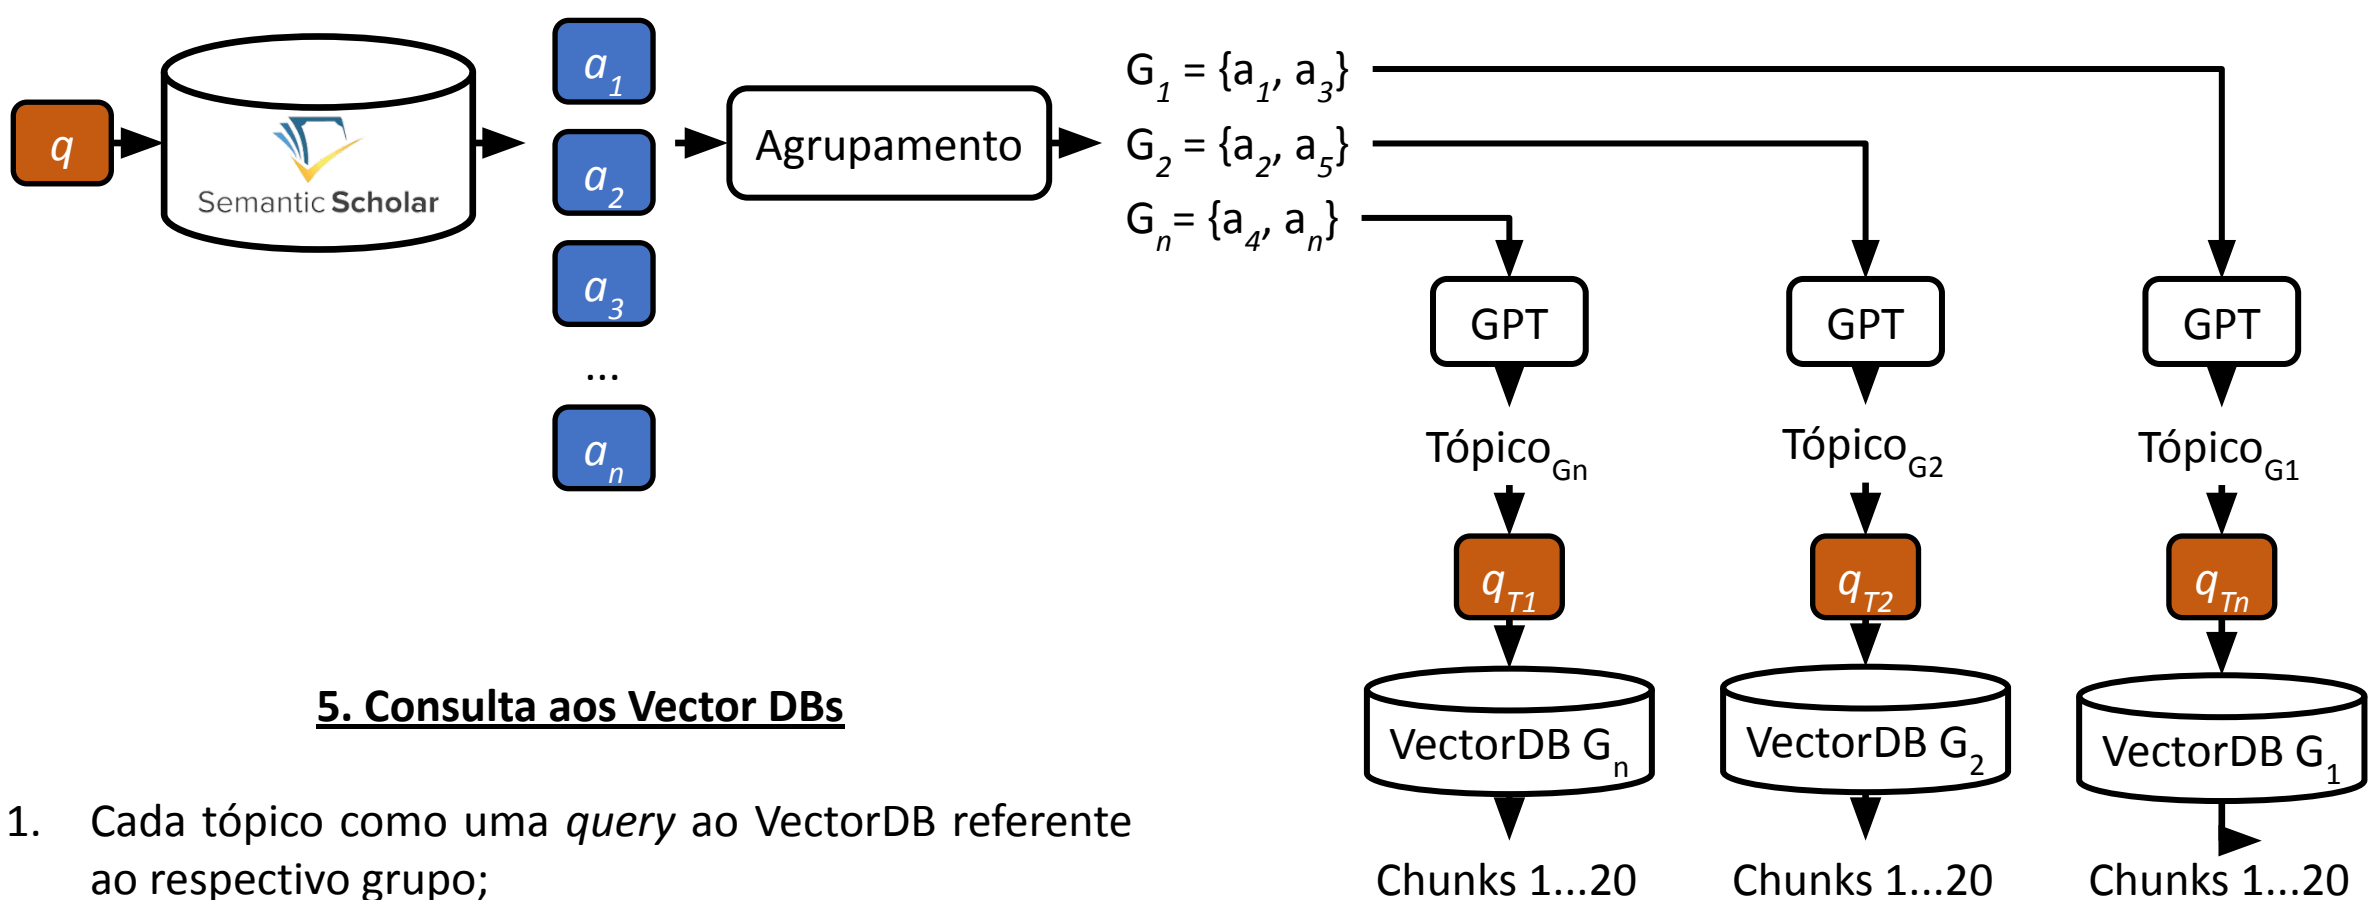 q
Semantic Scholar
a1
a2
a3
...
an
Agrupamento
G1 = {a1, a3}
G2 = {a2, a5}
Gn= {a4, an}
GPT GPT GPT
TópicoGn TópicoG2 TópicoG1
qT1 qT2 qTn
VectorDB Gn VectorDB G2 VectorDB G1
Chunks 1...20 Chunks 1...20 Chunks 1...20
5. Consulta aos Vector DBs
1. Cada tópico como uma query ao VectorDB referente
ao respectivo grupo;